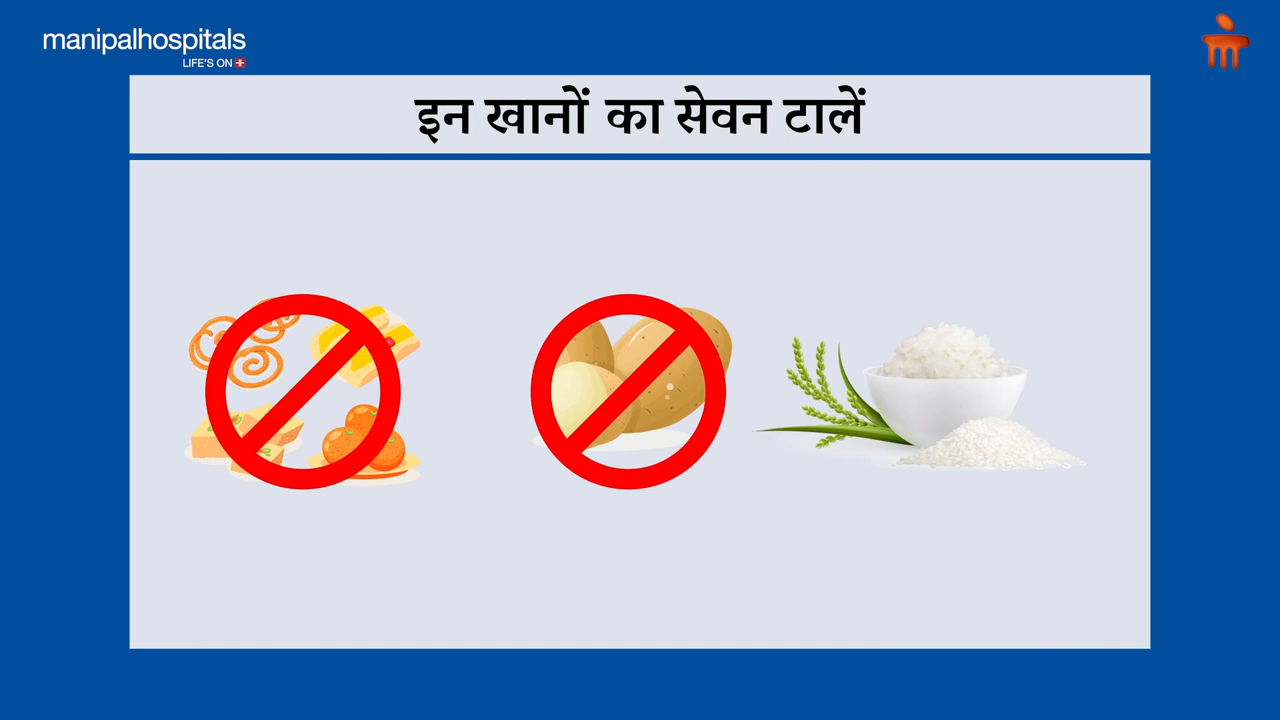 manipalhospitals
LIFE'S ON
इन खानों का सेवन टालें